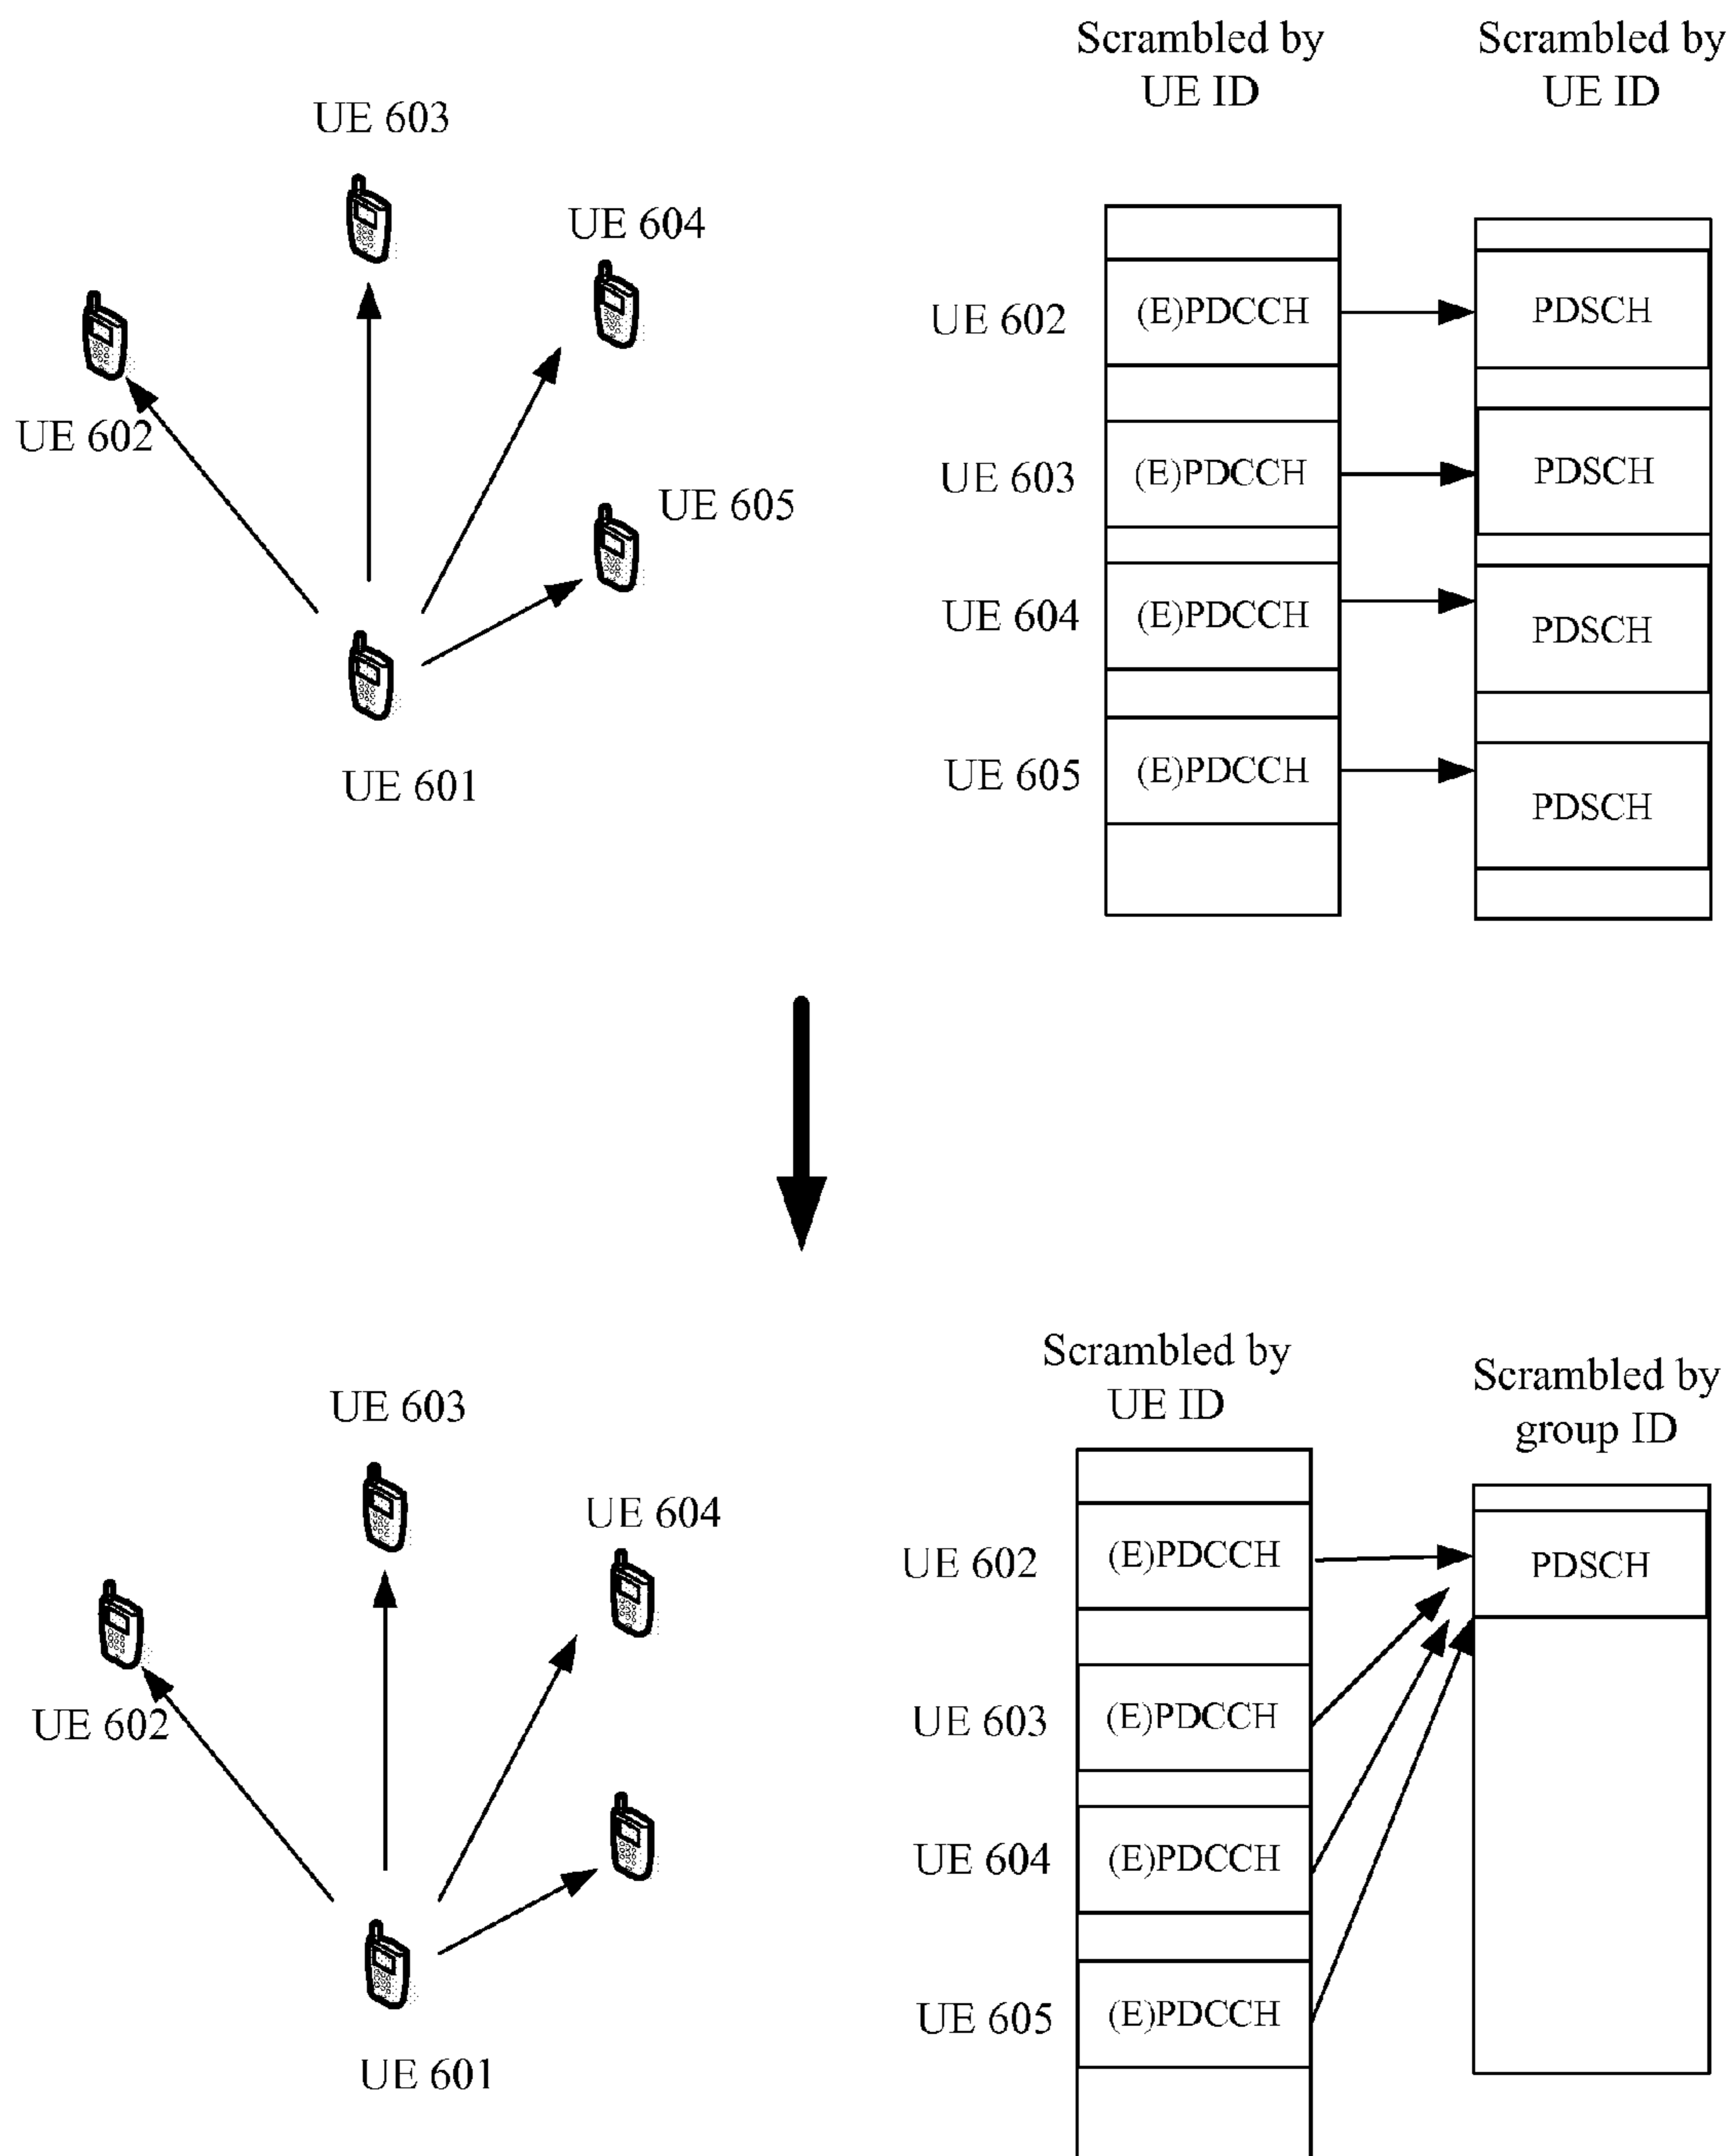 Scrambled by
UE ID
Scrambled by
UE ID
UE 603
UE 604
UE 602
UE 605
UE 601
UE 602
(E)PDCCH
PDSCH
UE 603
(E)PDCCH
PDSCH
UE 604
(E)PDCCH
PDSCH
UE 605
(E)PDCCH
PDSCH
Scrambled by
UE ID
Scrambled by
group ID
UE 603
UE 604
UE 602
UE 601
UE 602
(E)PDCCH
PDSCH
UE 603
(E)PDCCH
UE 604
(E)PDCCH
UE 605
(E)PDCCH